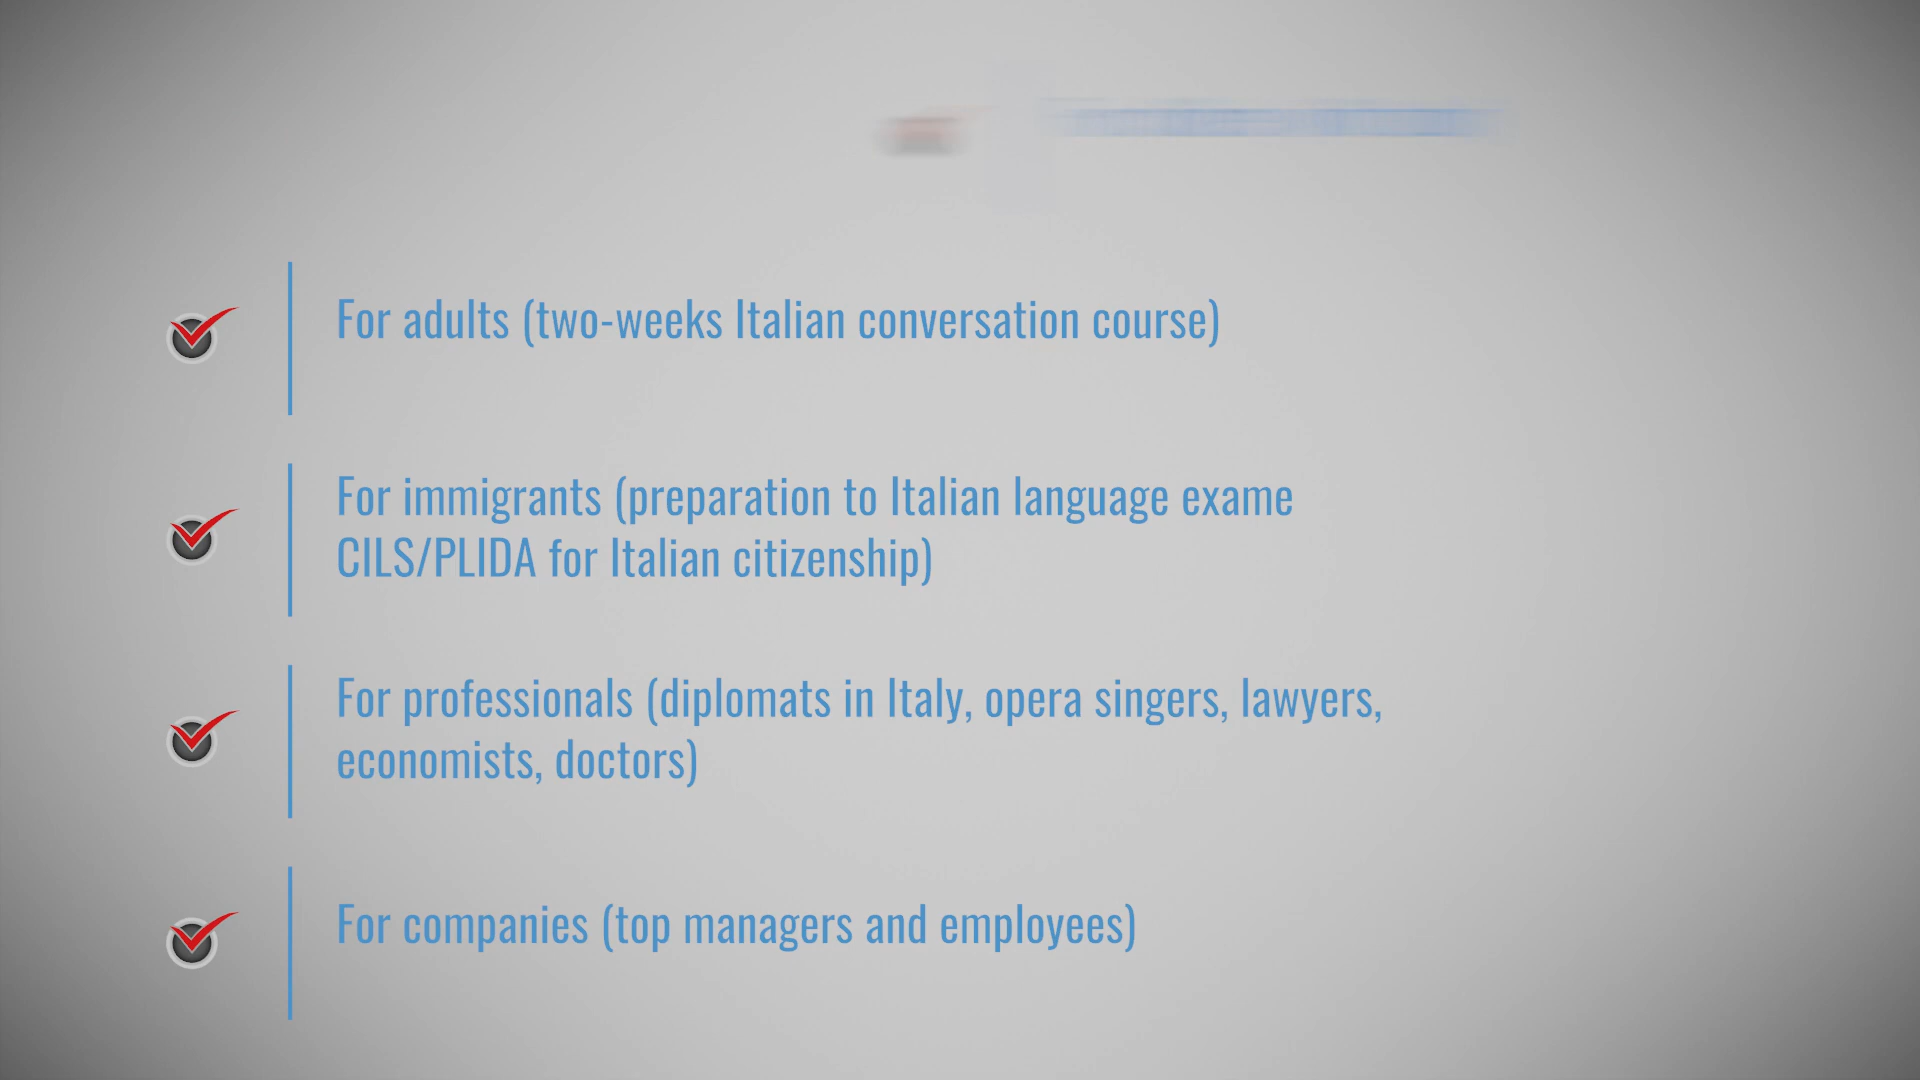 For adults (two-weeks Italian conversation course)
For immigrants (preparation to Italian language exame
CILS/PLIDA for Italian citizenship)
For professionals (diplomats in Italy, opera singers, lawyers,
economists, doctors)
For companies (top managers and employees)